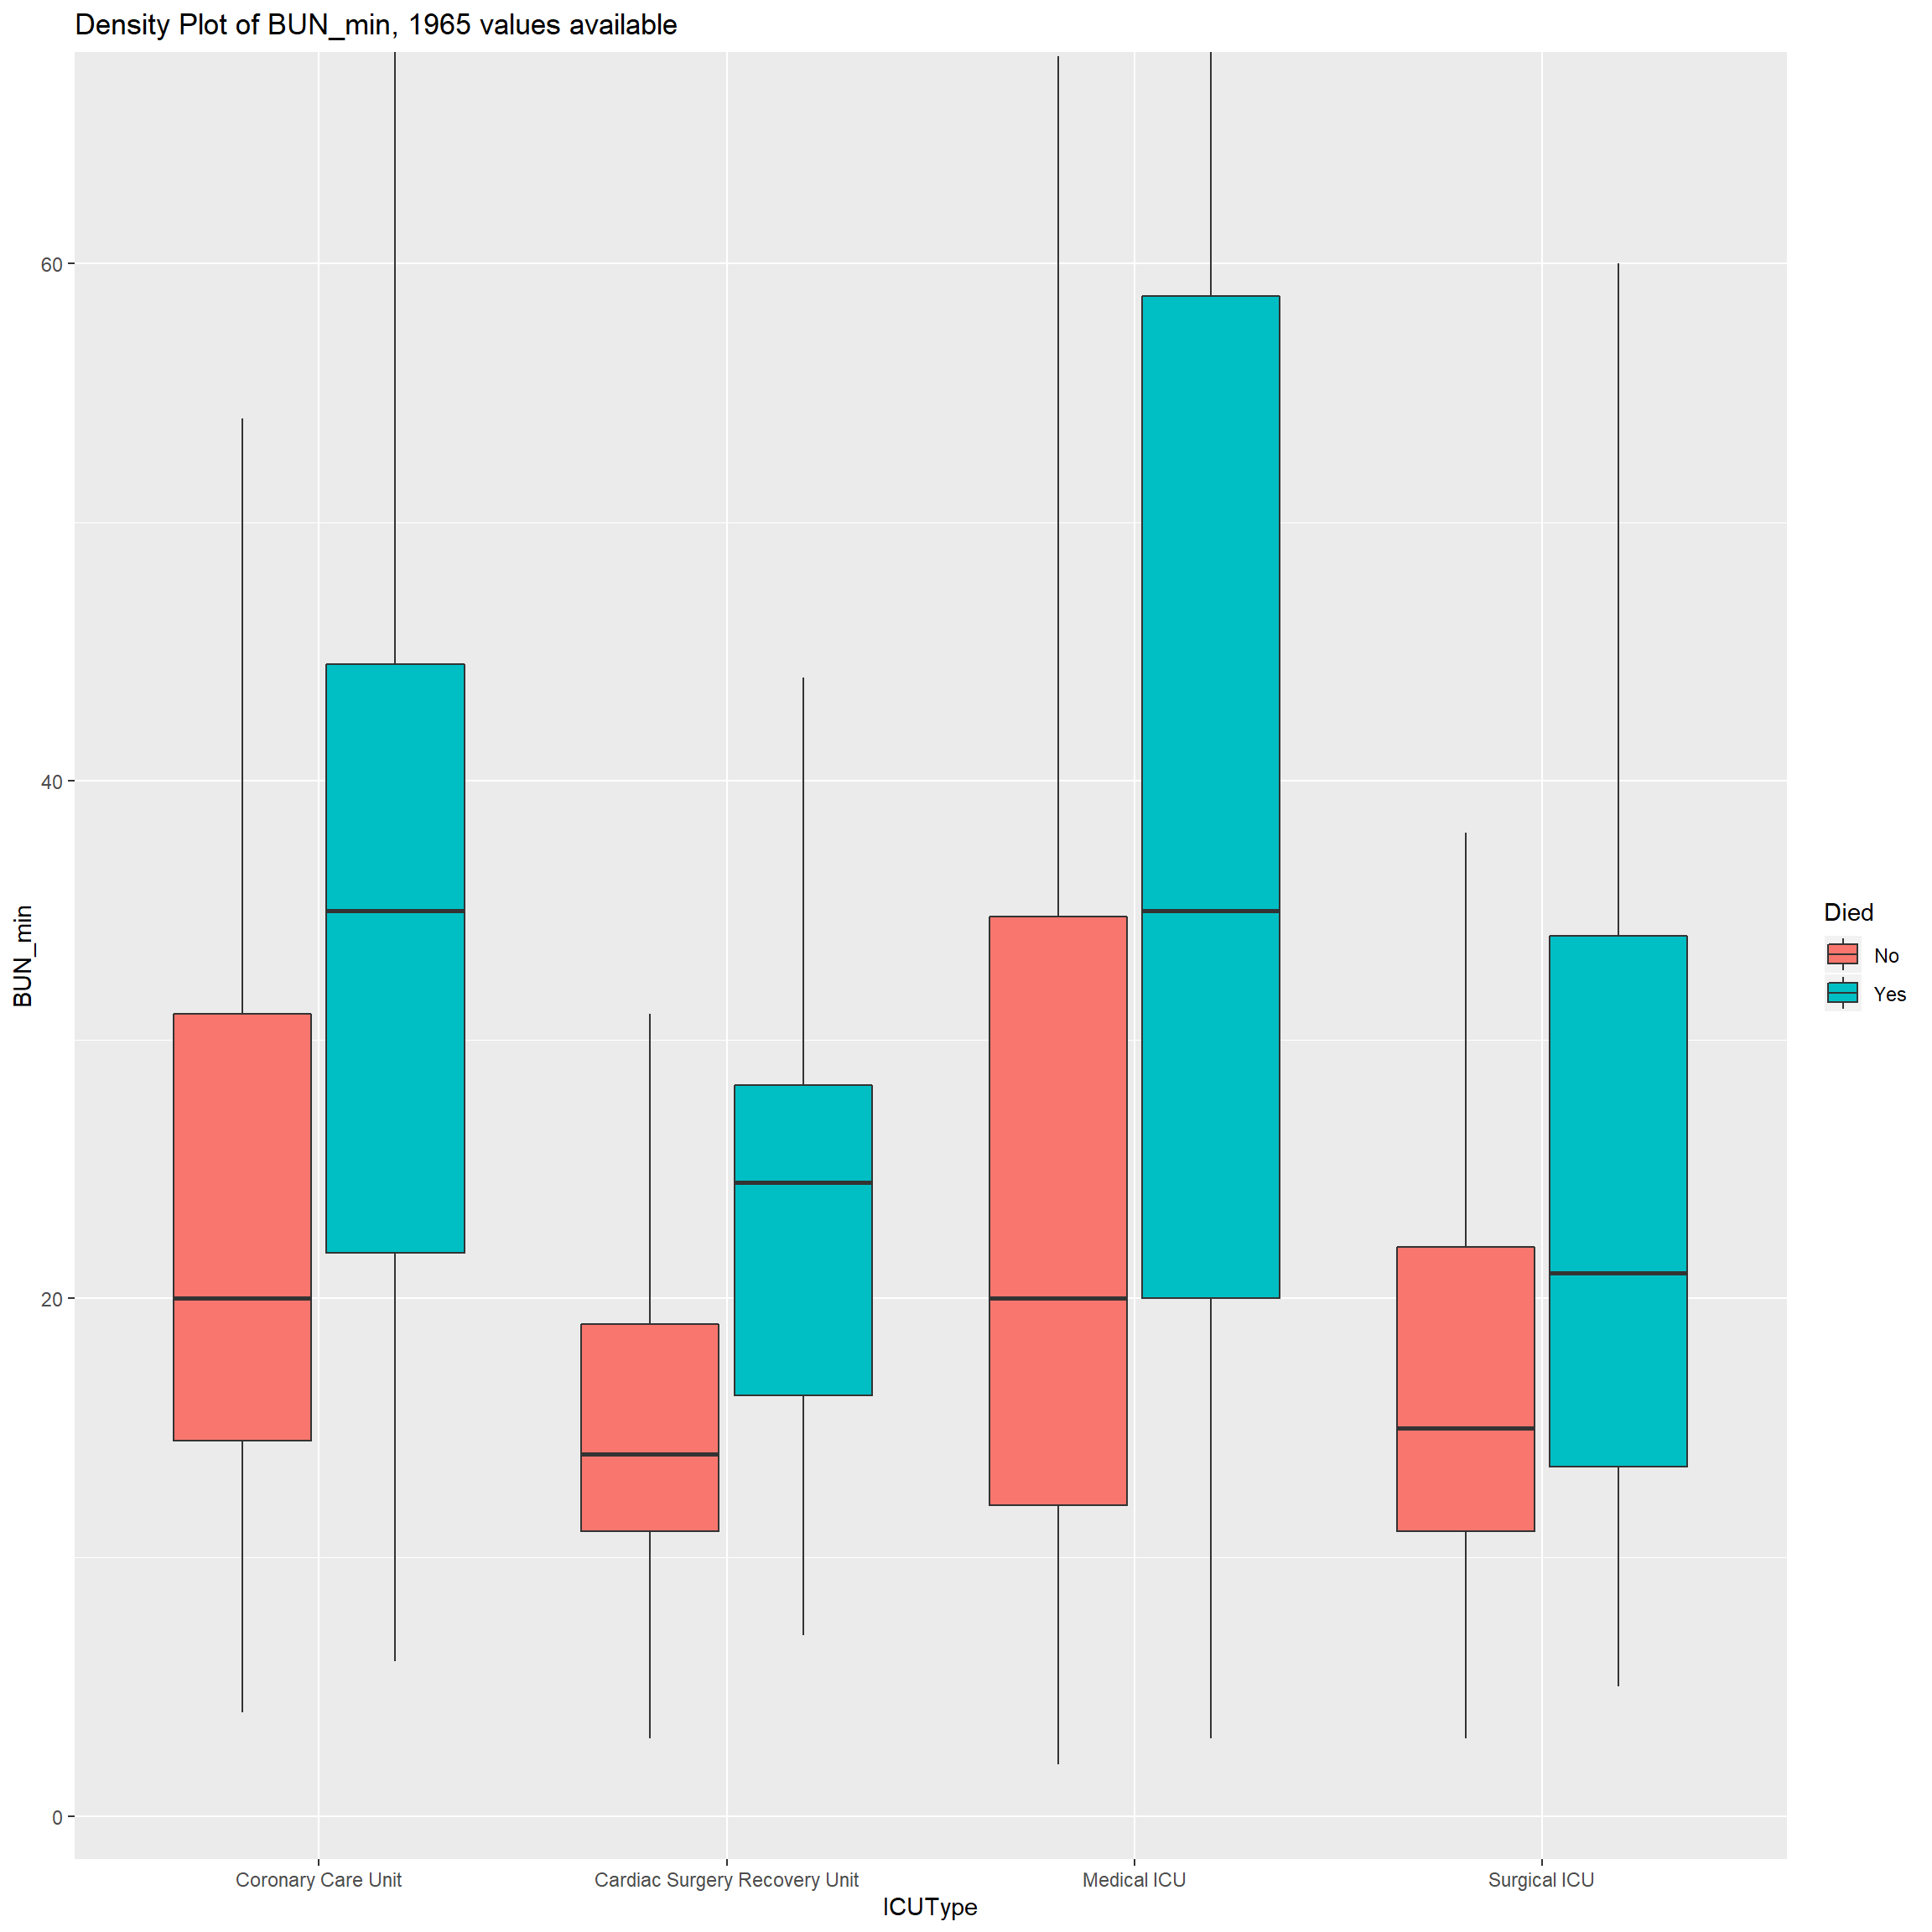 Density Plot of BUN_min, 1965 values available
60
40
20
0
BUN_min
Coronary Care Unit
Cardiac Surgery Recovery Unit
Medical ICU
Surgical ICU
ICUType
Died
No
Yes